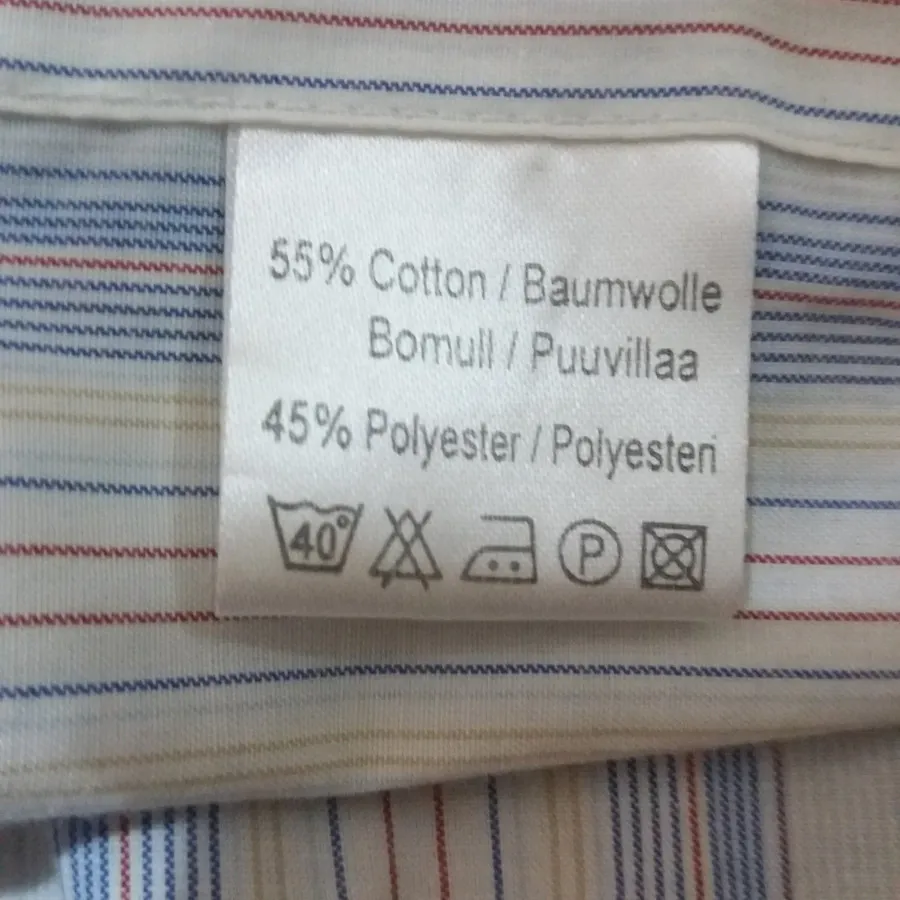 55% Cotton / Baumwolle
Bomull / Puuvillaa
45% Polyester / Polyesteri
40°
P